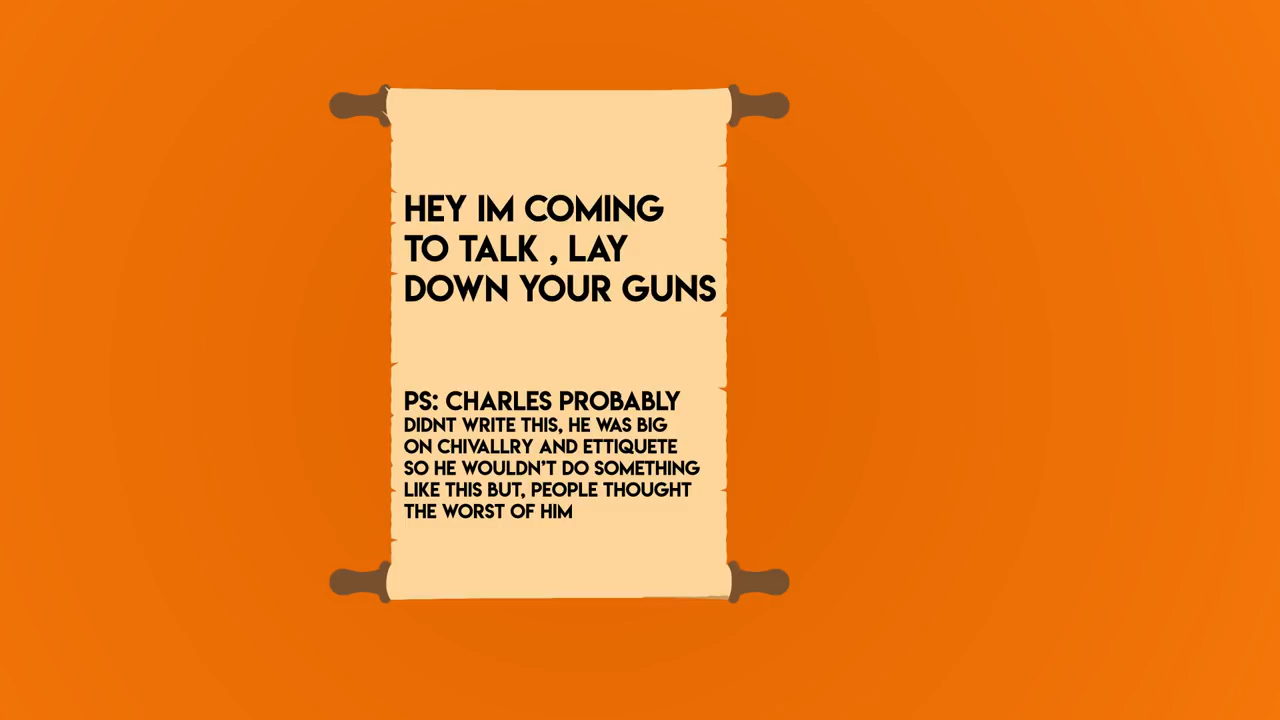 HEY IM COMING
TO TALK , LAY
DOWN YOUR GUNS
PS: CHARLES PROBABLY
DIDNT WRITE THIS, HE WAS BIG
ON CHIVALLRY AND ETTIQUETE
SO HE WOULDN'T DO SOMETHING
LIKE THIS BUT, PEOPLE THOUGHT
THE WORST OF HIM